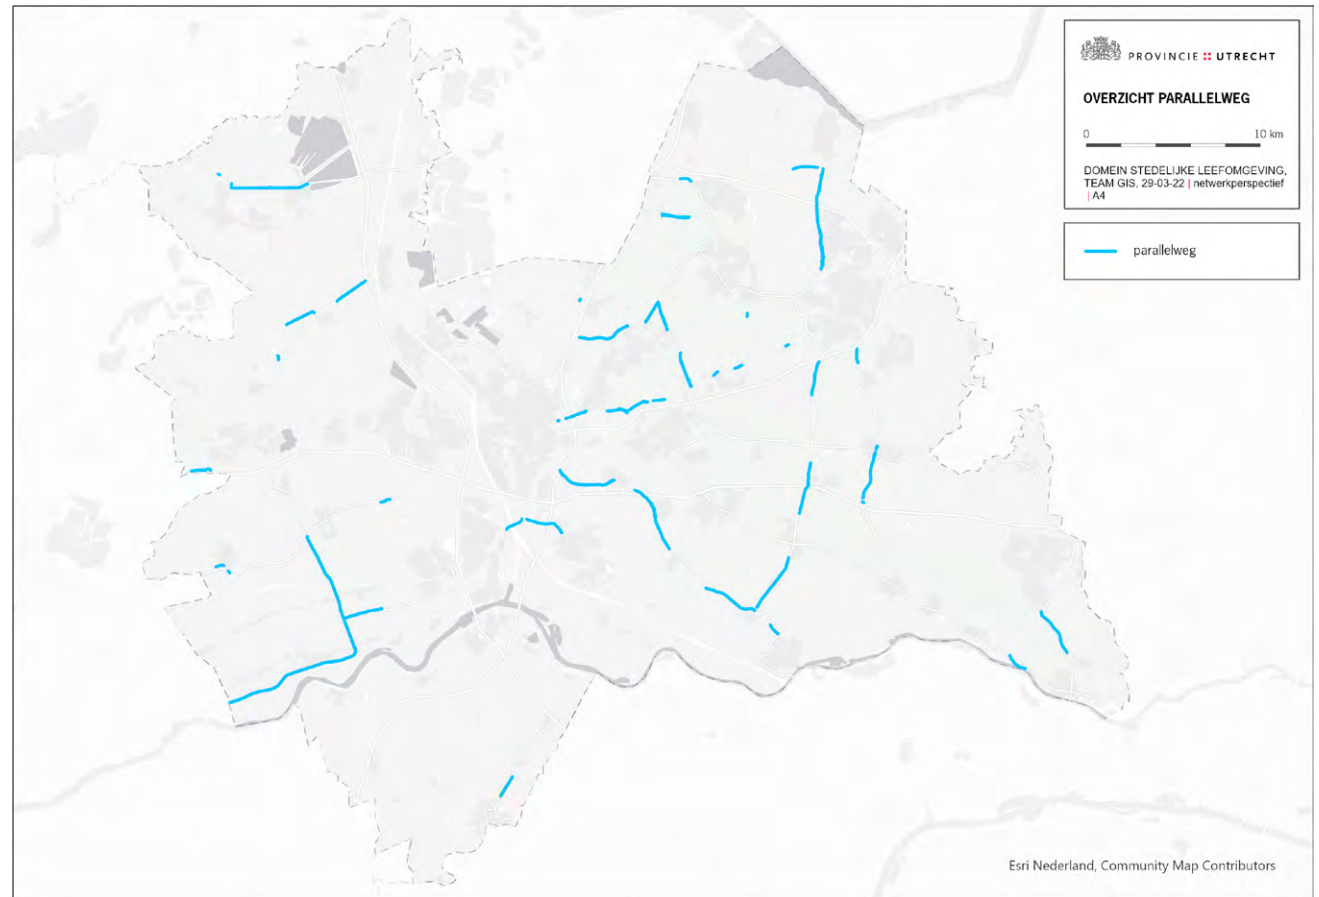 PROVINCIE :: UTRECHT
OVERZICHT PARALLELWEG
0 10 km
DOMEIN STEDELIJKE LEEFOMGEVING,
TEAM GIS, 29-03-22 | netwerkperspectief
| A4
parallelweg
Esri Nederland, Community Map Contributors